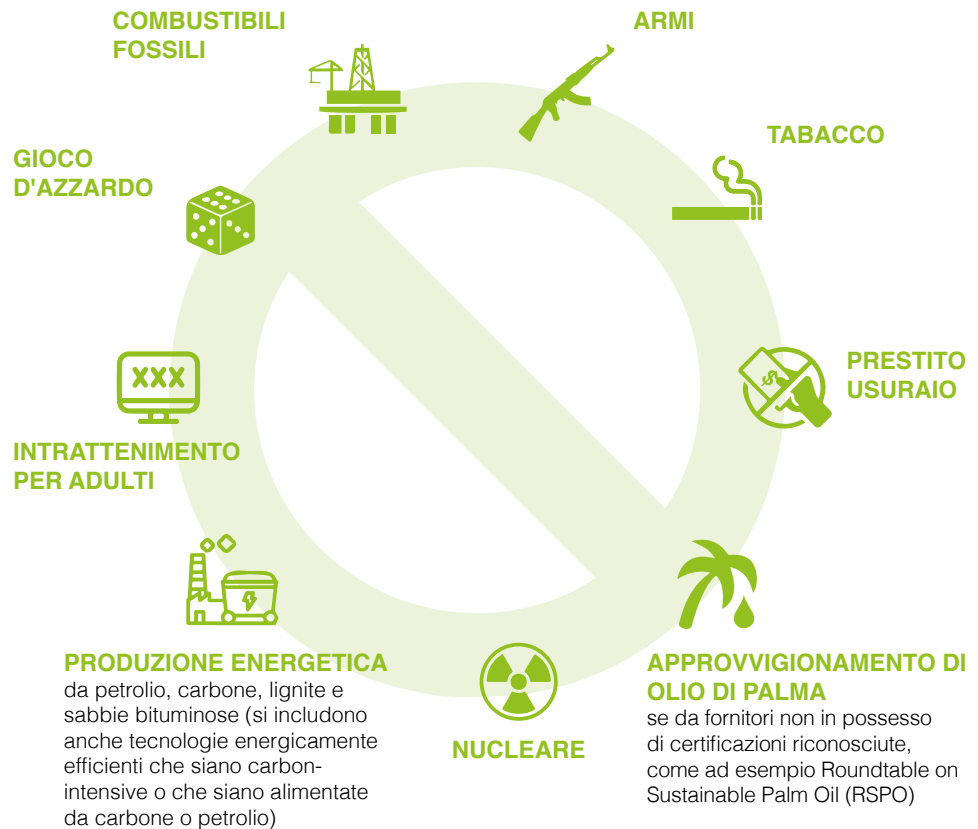 COMBUSTIBILI
FOSSILI
ARMI
TABACCO
GIOCO
D'AZZARDO
PRESTITO
USURAIO
$
XXX
INTRATTENIMENTO
PER ADULTI
PRODUZIONE ENERGETICA
da petrolio, carbone, lignite e
sabbie bituminose (si includono
anche tecnologie energicamente
efficienti che siano carbon-
intensive o che siano alimentate
da carbone o petrolio)
NUCLEARE
APPROVVIGIONAMENTO DI
OLIO DI PALMA
se da fornitori non in possesso
di certificazioni riconosciute,
come ad esempio Roundtable on
Sustainable Palm Oil (RSPO)